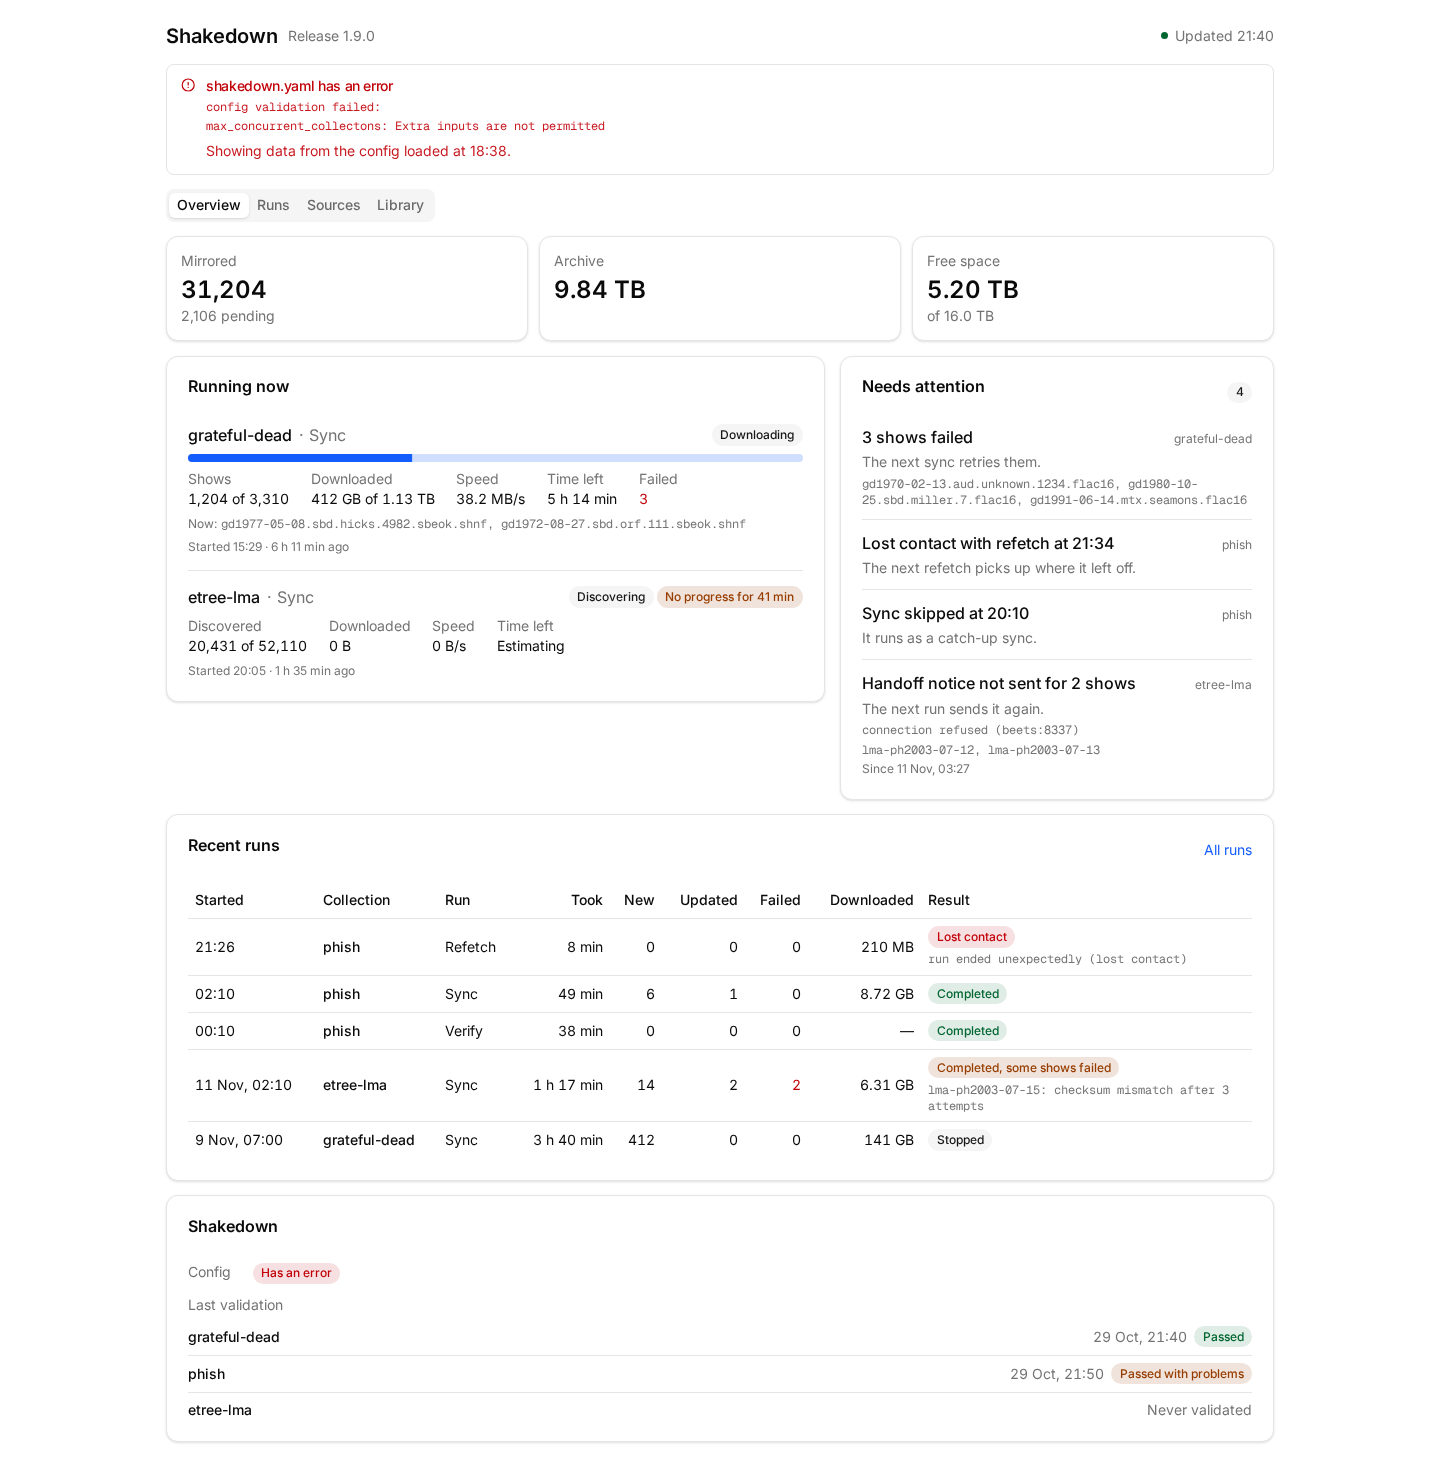 Shakedown Release 1.9.0
Updated 21:40
shakedown.yaml has an error
config validation failed:
max_concurrent_collectons: Extra inputs are not permitted
Showing data from the config loaded at 18:38.
Overview Runs Sources Library
Mirrored
31,204
2,106 pending
Archive
9.84 TB
Free space
5.20 TB
of 16.0 TB
Running now
grateful-dead · Sync
Downloading
Shows Downloaded Speed Time left Failed
1,204 of 3,310 412 GB of 1.13 TB 38.2 MB/s 5 h 14 min 3
Now: gd1977-05-08.sbd.hicks.4982.sbeok.shnf, gd1972-08-27.sbd.orf.111.sbeok.shnf
Started 15:29 · 6 h 11 min ago
etree-lma · Sync
Discovering No progress for 41 min
Discovered Downloaded Speed Time left
20,431 of 52,110 0 B 0 B/s Estimating
Started 20:05 · 1 h 35 min ago
Needs attention
4
3 shows failed
grateful-dead
The next sync retries them.
gd1970-02-13.aud.unknown.1234.flac16, gd1980-10-
25.sbd.miller.7.flac16, gd1991-06-14.mtx.seamons.flac16
Lost contact with refetch at 21:34
phish
The next refetch picks up where it left off.
Sync skipped at 20:10
phish
It runs as a catch-up sync.
Handoff notice not sent for 2 shows
etree-lma
The next run sends it again.
connection refused (beets:8337)
lma-ph2003-07-12, lma-ph2003-07-13
Since 11 Nov, 03:27
Recent runs
All runs
Started Collection Run Took New Updated Failed Downloaded Result
21:26 phish Refetch 8 min 0 0 0 210 MB Lost contact
run ended unexpectedly (lost contact)
02:10 phish Sync 49 min 6 1 0 8.72 GB Completed
00:10 phish Verify 38 min 0 0 0 — Completed
11 Nov, 02:10 etree-lma Sync 1 h 17 min 14 2 2 6.31 GB Completed, some shows failed
lma-ph2003-07-15: checksum mismatch after 3
attempts
9 Nov, 07:00 grateful-dead Sync 3 h 40 min 412 0 0 141 GB Stopped
Shakedown
Config Has an error
Last validation
grateful-dead 29 Oct, 21:40 Passed
phish 29 Oct, 21:50 Passed with problems
etree-lma Never validated